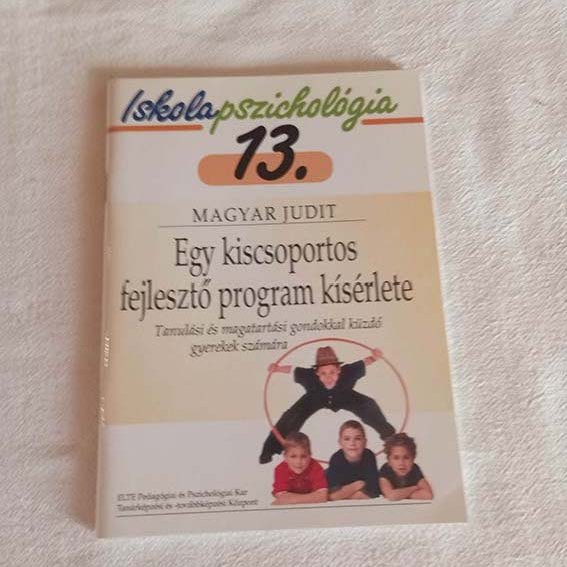 Iskolapszichológia
13.
MAGYAR JUDIT
Egy kiscsoportos
fejlesztő program kísérlete
Tanulási és magatartási gondokkal küzdő
gyerekek számára
ELTE Pedagógiai és Pszichológiai Kar
Tanárképzési és -továbbképzési Központ